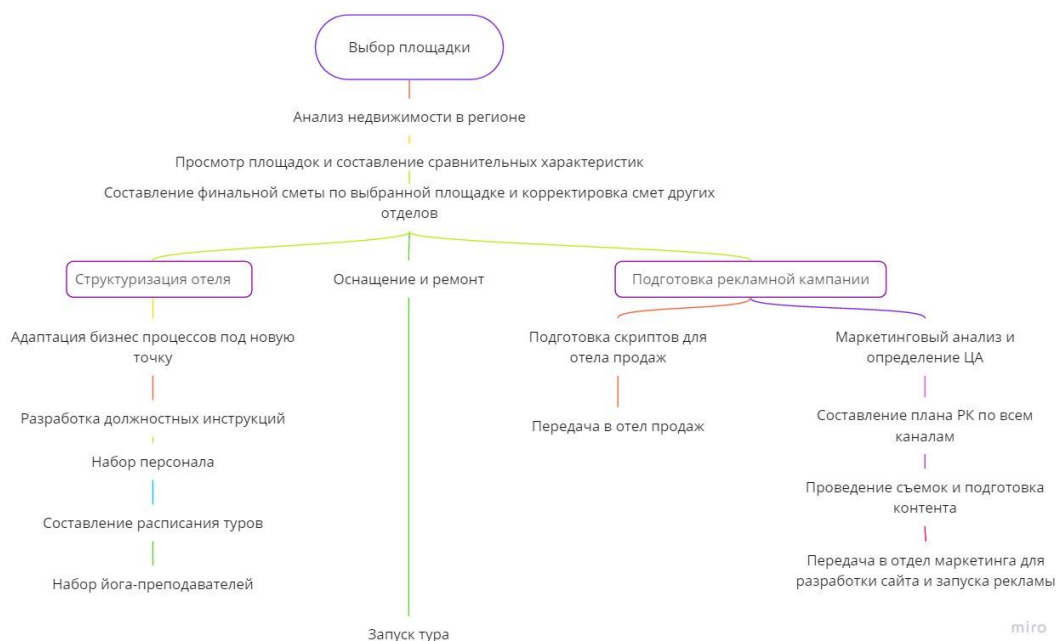 Выбор площадки
Анализ недвижимости в регионе
Просмотр площадок и составление сравнительных характеристик
Составление финальной сметы по выбранной площадке и корректировка смет других
отделов
Структуризация отеля
Оснащение и ремонт
Подготовка рекламной кампании
Адаптация бизнес процессов под новую
точку
Разработка должностных инструкций
Набор персонала
Составление расписания туров
Набор йога-преподавателей
Запуск тура
Подготовка скриптов для
отела продаж
Передача в отел продаж
Маркетинговый анализ и
определение ЦА
Составление плана РК по всем
каналам
Проведение съемок и подготовка
контента
Передача в отдел маркетинга для
разработки сайта и запуска рекламы
miro